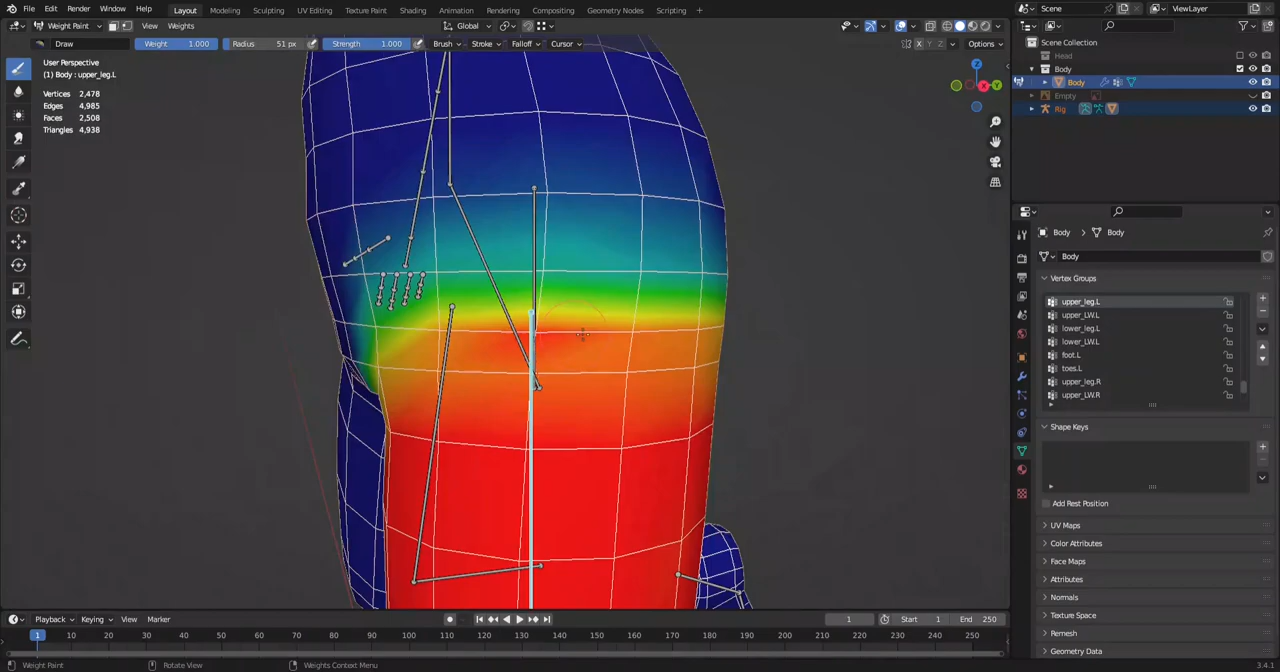 File Edit Render Window Help Layout Modeling Sculpting UV Editing Texture Paint Shading Animation Rendering Compositing Geometry Nodes Scripting + Scene ViewLayer
Weight Paint View Weights Global
Draw Weight 1.000 Radius 51 px Strength 1.000 Brush Stroke Falloff Cursor X Y Z Options
User Perspective
(1) Body : upper_leg.L
Vertices 2,478
Edges 4,985
Faces 2,508
Triangles 4,938
Z
X
Y
Scene Collection
Head
Body
Body
Empty
Rig
Body > Body
Body
Vertex Groups
upper_leg.L
upper_LW.L
lower_leg.L
lower_LW.L
foot.L
toes.L
upper_leg.R
upper_LW.R
Shape Keys
Add Rest Position
UV Maps
Color Attributes
Face Maps
Attributes
Normals
Texture Space
Remesh
Geometry Data
Playback Keying View Marker 1 Start 1 End 250
1 10 20 30 40 50 60 70 80 90 100 110 120 130 140 150 160 170 180 190 200 210 220 230 240 250
Weight Paint Rotate View Weights Context Menu 3.4.1